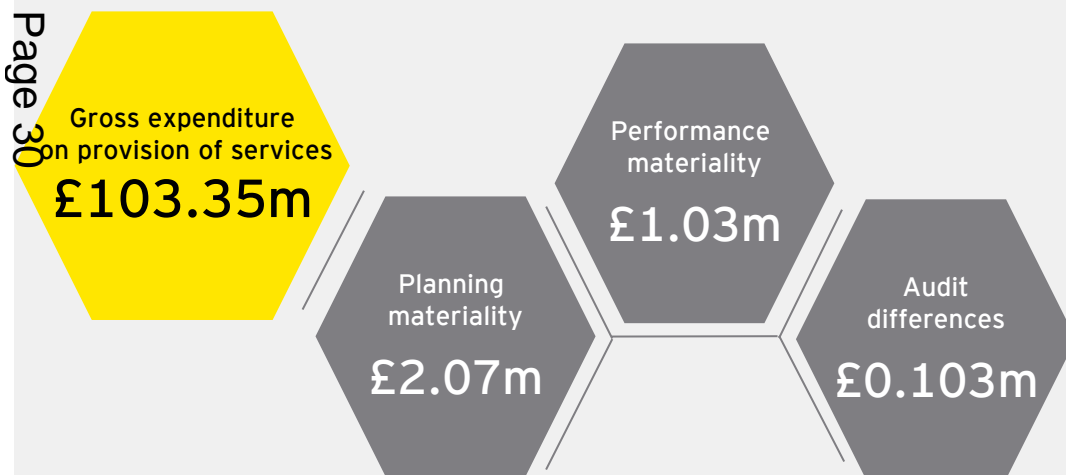 Page 30
Gross expenditure
on provision of services
£103.35m
Planning
materiality
£2.07m
Performance
materiality
£1.03m
Audit
differences
£0.103m